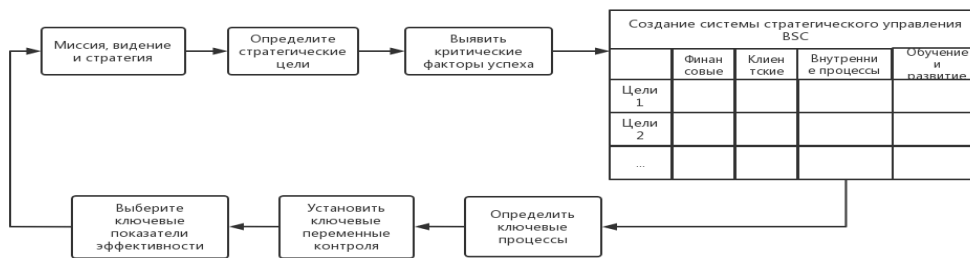 Миссия, видение
и стратегия
Определите
стратегические
цели
Выявить
критические
факторы успеха
Создание системы стратегического управления
BSC
Финан
совые
Клиен
тские
Внутренни
е процессы
Обучение
и
развитие
Цели
1
Цели
2
...
Выберите
ключевые
показатели
эффективности
Установить
ключевые
переменные
контроля
Определить
ключевые
процессы